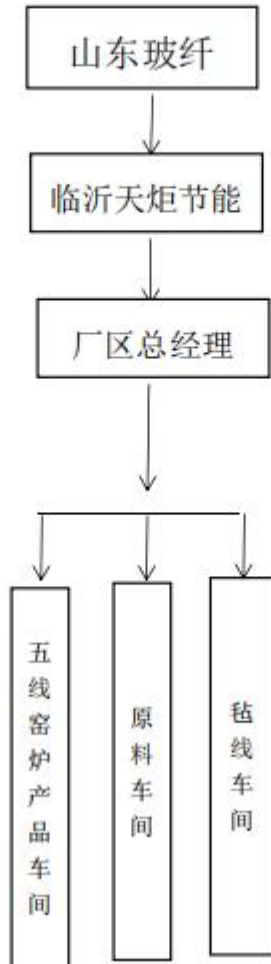 山东玻纤
临沂天炬节能
厂区总经理
五线窑炉产品车间
原料车间
毡线车间